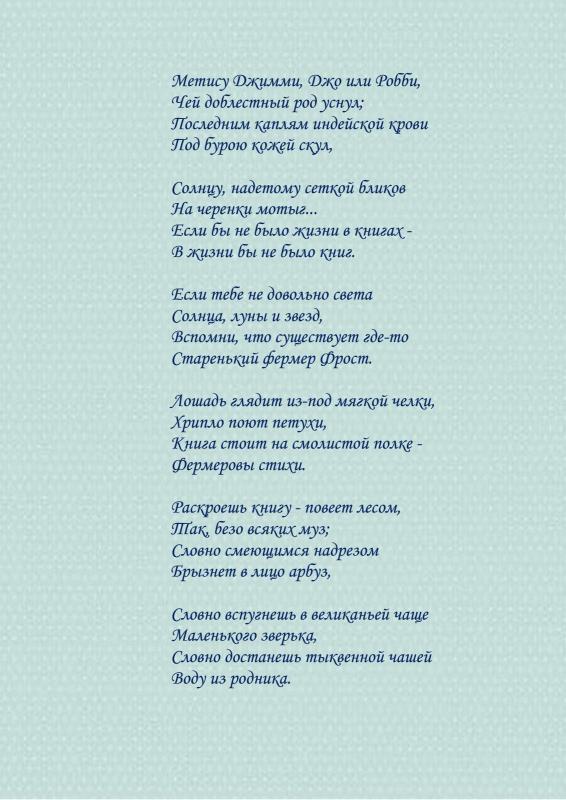 Метису Джимми, Джо или Робби,
Чей доблестный род уснул;
Последним каплям индейской крови
Под бурою кожей скул,
Солнцу, надетому сеткой бликов
На черенки мотыг...
Если бы не было жизни в книгах -
В жизни бы не было книг.
Если тебе не довольно света
Солнца, луны и звезд,
Вспомни, что существует где-то
Старенький фермер Фрост.
Лошадь глядит из-под мягкой челки,
Хрипло поют петухи,
Книга стоит на смолистой полке -
Фермеровы стихи.
Раскроешь книгу - повеет лесом,
Так, безо всяких муз;
Словно смеющимся надрезом
Брызнет в лицо арбуз,
Словно вспугнешь в великаньей чаще
Маленького зверька,
Словно достанешь тыквенной чашей
Воду из родника.